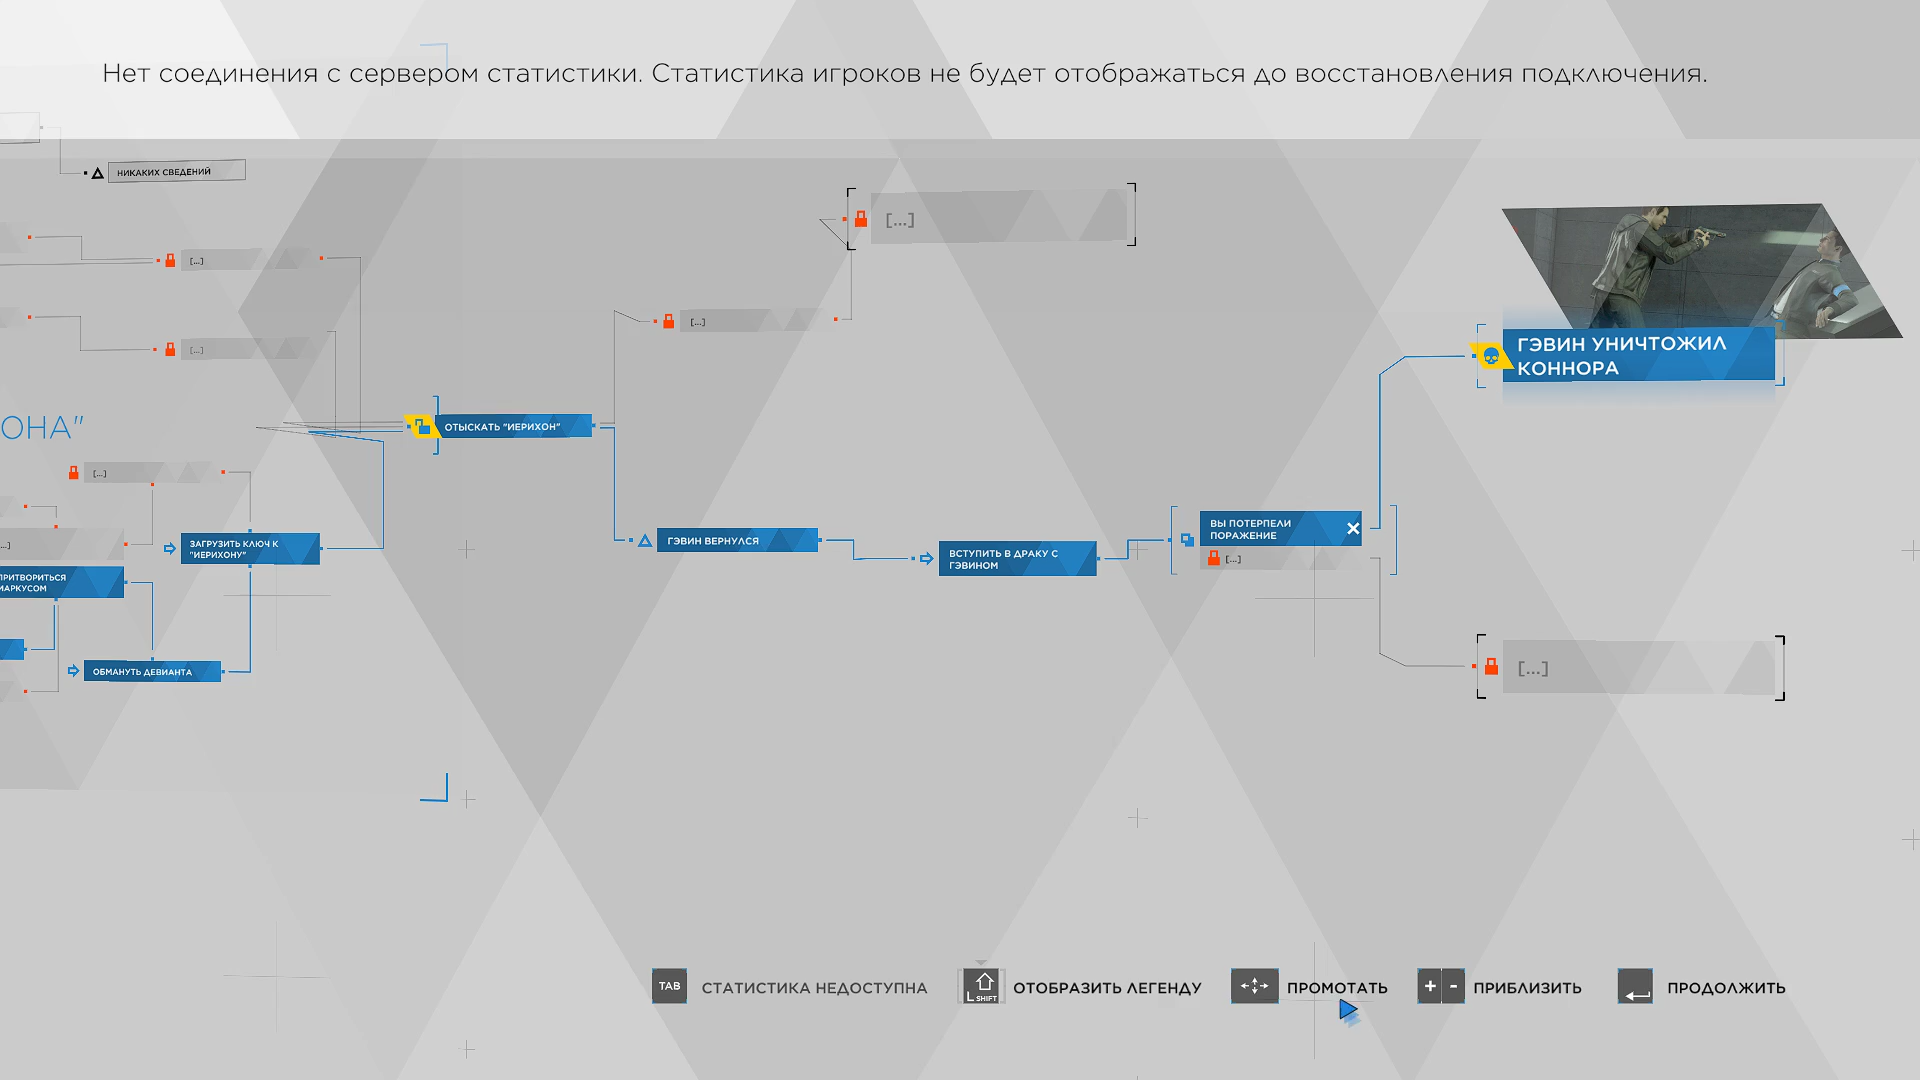 Нет соединения с сервером статистики. Статистика игроков не будет отображаться до восстановления подключения.
НИКАКИХ СВЕДЕНИЙ
[...]
[...]
[...]
[...]
ГЭВИН УНИЧТОЖИЛ
КОННОРА
ОНА"
ОТЫСКАТЬ "ИЕРИХОН"
[...]
...]
ЗАГРУЗИТЬ КЛЮЧ К
"ИЕРИХОНУ"
ПРИТВОРИТЬСЯ
МАРКУСОМ
ОБМАНУТЬ ДЕВИАНТА
ГЭВИН ВЕРНУЛСЯ
ВСТУПИТЬ В ДРАКУ С
ГЭВИНОМ
ВЫ ПОТЕРПЕЛИ
ПОРАЖЕНИЕ
[...]
[...]
TAB СТАТИСТИКА НЕДОСТУПНА
L SHIFT ОТОБРАЗИТЬ ЛЕГЕНДУ
ПРОМОТАТЬ
+ - ПРИБЛИЗИТЬ
ПРОДОЛЖИТЬ